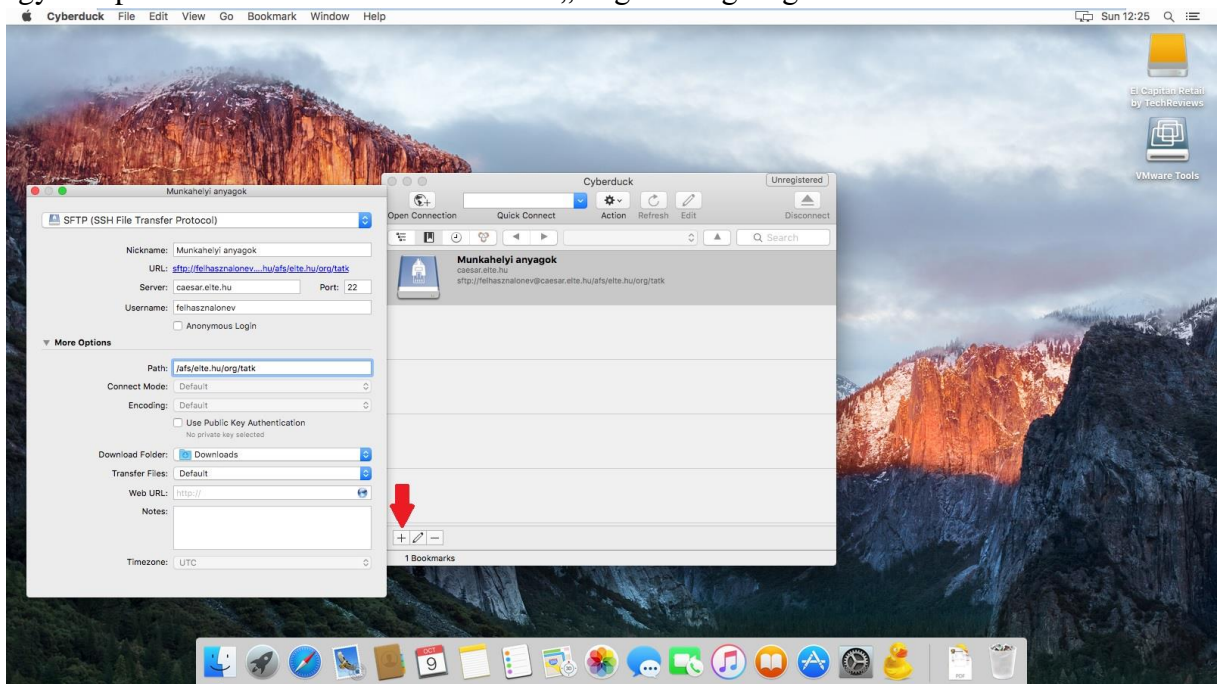 Cyberduck File Edit View Go Bookmark Window Help
Sun 12:25
El Capitan Retail
by TechReviews
VMware Tools
Munkahelyi anyagok
SFTP (SSH File Transfer Protocol)
Nickname: Munkahelyi anyagok
URL: sftp://felhasznalonev....hu/afs/elte.hu/org/tatk
Server: caesar.elte.hu Port: 22
Username: felhasznalonev
Anonymous Login
More Options
Path: /afs/elte.hu/org/tatk
Connect Mode: Default
Encoding: Default
Use Public Key Authentication
No private key selected
Download Folder: Downloads
Transfer Files: Default
Web URL: http://
Notes:
Timezone: UTC
Cyberduck
Unregistered
Open Connection Quick Connect Action Refresh Edit Disconnect
Search
Munkahelyi anyagok
caesar.elte.hu
sftp://felhasznalonev@caesar.elte.hu/afs/elte.hu/org/tatk
1 Bookmarks
OCT
9
PDF